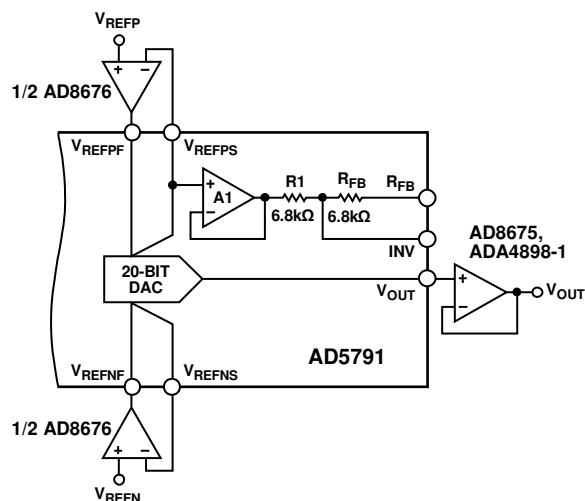 VREFP
+ −
1/2 AD8676
VREFPF
VREFPS
+
A1
−
R1
6.8kΩ
RFB
6.8kΩ
RFB
INV
20-BIT
DAC
VOUT
AD8675,
ADA4898-1
+
−
VOUT
AD5791
VREFNF
VREFNS
1/2 AD8676
+ −
VREFN